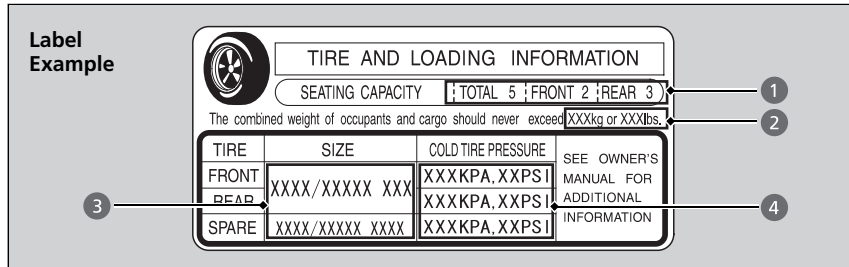 Label
Example
TIRE AND LOADING INFORMATION
SEATING CAPACITY TOTAL 5 FRONT 2 REAR 3
1
The combined weight of occupants and cargo should never exceed XXXkg or XXXlbs.
2
TIRE SIZE COLD TIRE PRESSURE
SEE OWNER'S
MANUAL FOR
ADDITIONAL
INFORMATION
FRONT XXXX/XXXXX XXX XXXKPA,XXPSI
REAR XXXKPA,XXPSI
SPARE XXXX/XXXXX XXXX XXXKPA,XXPSI
3
4